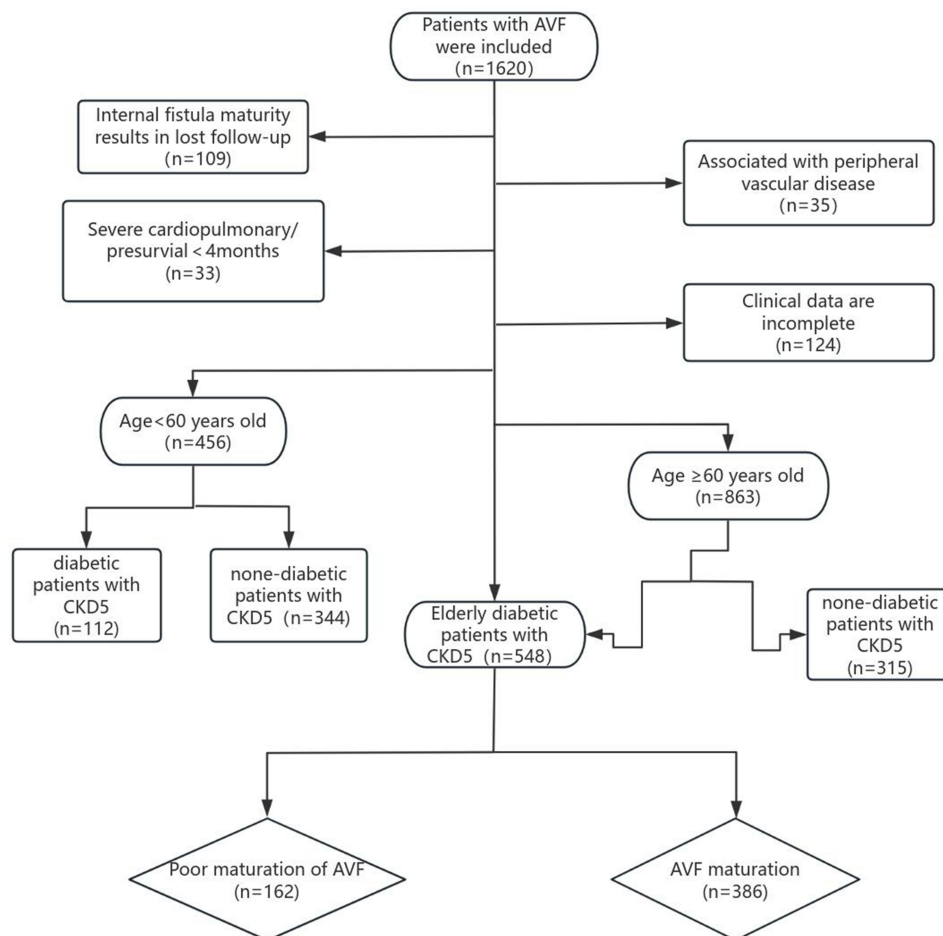 Patients with AVF
were included
(n=1620)
Internal fistula maturity
results in lost follow-up
(n=109)
Associated with peripheral
vascular disease
(n=35)
Severe cardiopulmonary/
presurvial < 4months
(n=33)
Clinical data are
incomplete
(n=124)
Age<60 years old
(n=456)
Age ≥60 years old
(n=863)
diabetic
patients with
CKD5
(n=112)
none-diabetic
patients with
CKD5 (n=344)
Elderly diabetic
patients with
CKD5 (n=548)
none-diabetic
patients with
CKD5
(n=315)
Poor maturation of AVF
(n=162)
AVF maturation
(n=386)